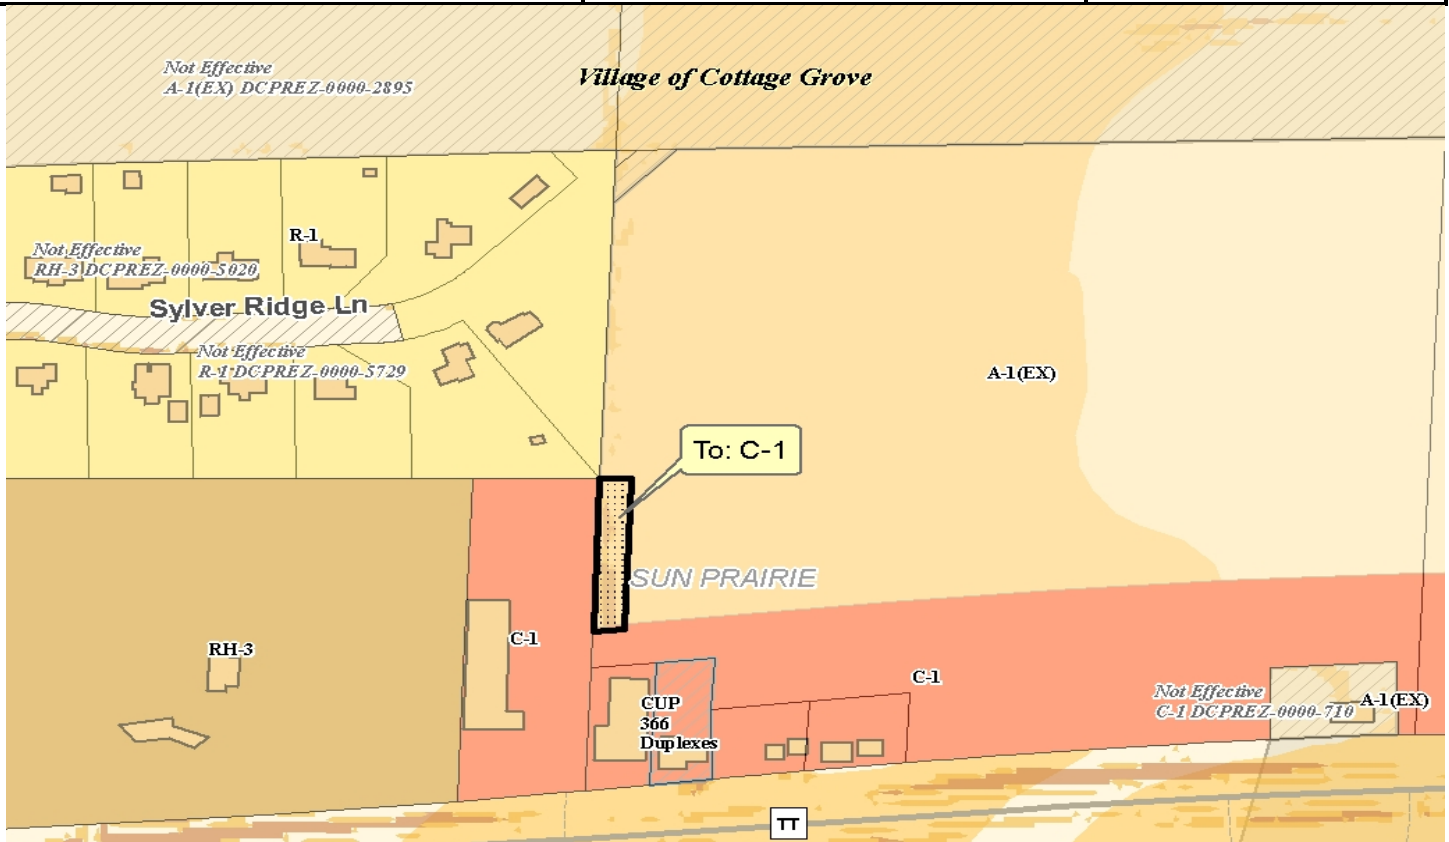 Not Effective
A-1(EX) DCPREZ-0000-2895
Village of Cottage Grove
R-1
Not Effective
RH-3 DCPREZ-0000-5020
Sylver Ridge Ln
Not Effective
R-1 DCPREZ-0000-5729
A-1(EX)
To: C-1
SUN PRAIRIE
C-1
RH-3
C-1
CUP
366
Duplexes
Not Effective
C-1 DCPREZ-0000-710
A-1(EX)
TT